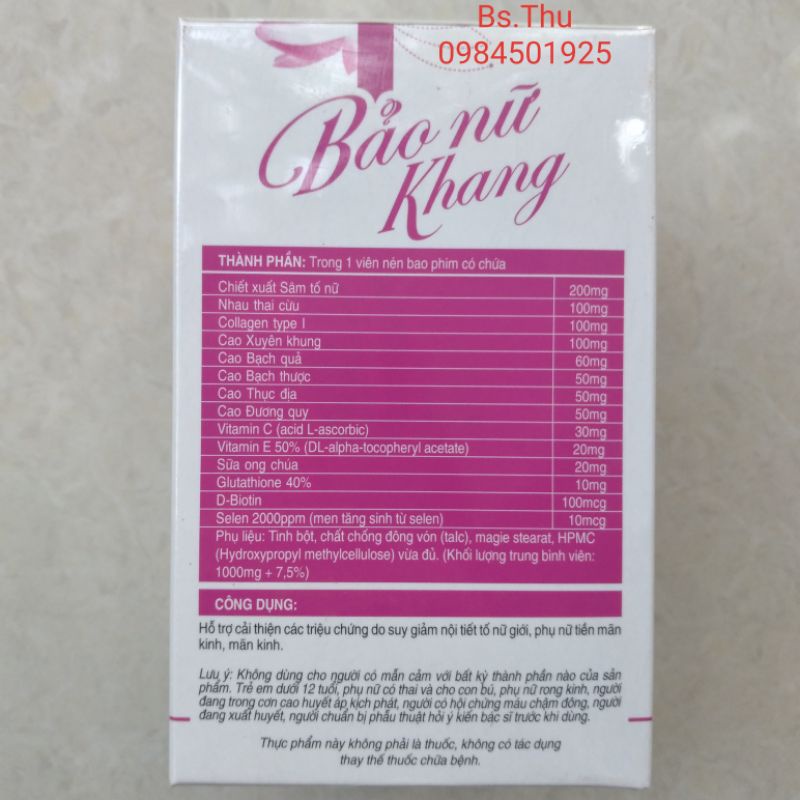 Bs.Thu
0984501925
Bảo nữ
Khang
THÀNH PHẦN: Trong 1 viên nén bao phim có chứa
Chiết xuất Sâm tố nữ 200mg
Nhau thai cừu 100mg
Collagen type I 100mg
Cao Xuyên khung 100mg
Cao Bạch quả 60mg
Cao Bạch thược 50mg
Cao Thục địa 50mg
Cao Đương quy 50mg
Vitamin C (acid L-ascorbic) 30mg
Vitamin E 50% (DL-alpha-tocopheryl acetate) 20mg
Sữa ong chúa 20mg
Glutathione 40% 10mg
D-Biotin 100mcg
Selen 2000ppm (men tăng sinh từ selen) 10mcg
Phụ liệu: Tinh bột, chất chống đông vón (talc), magie stearat, HPMC
(Hydroxypropyl methylcellulose) vừa đủ. (Khối lượng trung bình viên:
1000mg + 7,5%)
CÔNG DỤNG:
Hỗ trợ cải thiện các triệu chứng do suy giảm nội tiết tố nữ giới, phụ nữ tiền mãn
kinh, mãn kinh.
Lưu ý: Không dùng cho người có mẫn cảm với bất kỳ thành phần nào của sản
phẩm. Trẻ em dưới 12 tuổi, phụ nữ có thai và cho con bú, phụ nữ rong kinh, người
đang trong cơn cao huyết áp kịch phát, người có hội chứng máu chậm đông, người
đang xuất huyết, người chuẩn bị phẫu thuật hỏi ý kiến bác sĩ trước khi dùng.
Thực phẩm này không phải là thuốc, không có tác dụng
thay thế thuốc chữa bệnh.